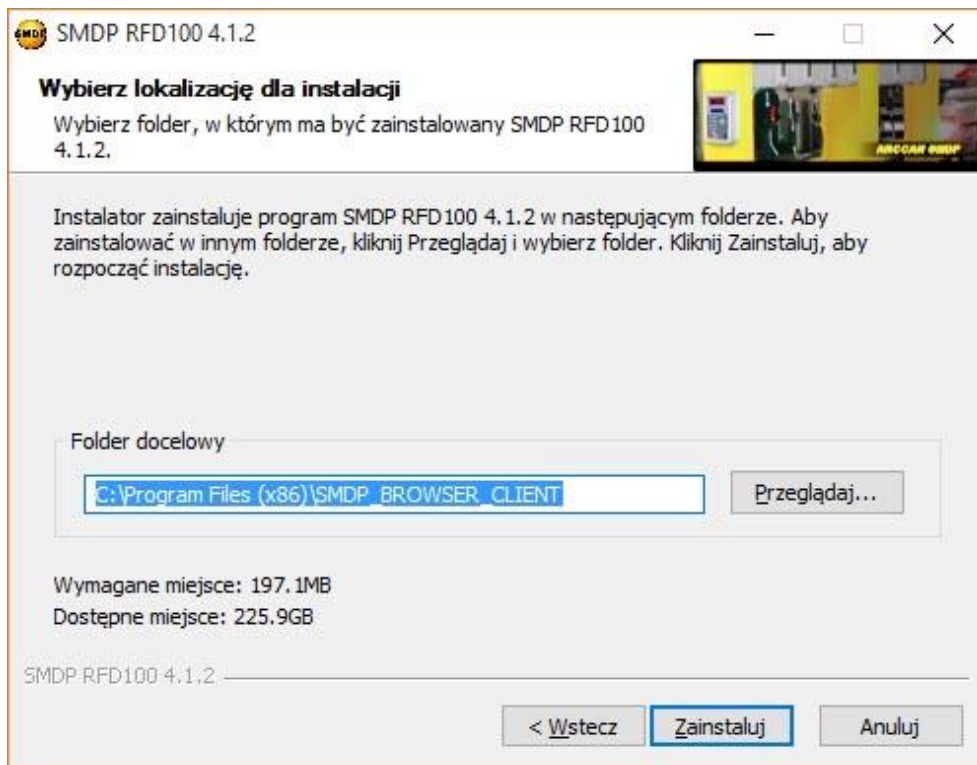 SMDP
SMDP RFD100 4.1.2
Wybierz lokalizację dla instalacji
Wybierz folder, w którym ma być zainstalowany SMDP RFD100
4.1.2.
ANCCAR SMDP
Instalator zainstaluje program SMDP RFD100 4.1.2 w następującym folderze. Aby
zainstalować w innym folderze, kliknij Przeglądaj i wybierz folder. Kliknij Zainstaluj, aby
rozpocząć instalację.
Folder docelowy
C:\Program Files (x86)\SMDP_BROWSER_CLIENT
Przeglądaj...
Wymagane miejsce: 197.1MB
Dostępne miejsce: 225.9GB
SMDP RFD100 4.1.2
< Wstecz
Zainstaluj
Anuluj